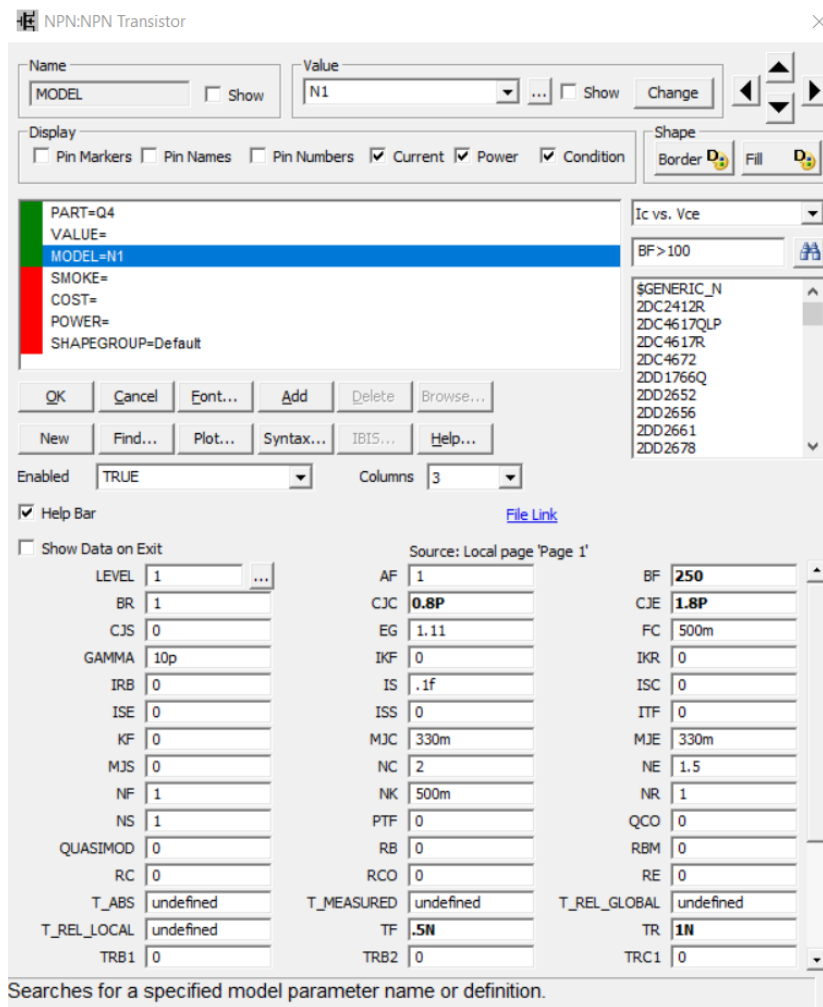 NPN:NPN Transistor
Name
Value
MODEL
Show
N1
...
Show
Change
Display
Pin Markers Pin Names Pin Numbers Current Power Condition
Shape
Border Fill
PART=Q4
VALUE=
MODEL=N1
SMOKE=
COST=
POWER=
SHAPEGROUP=Default
Ic vs. Vce
BF>100
$GENERIC_N
2DC2412R
2DC4617QLP
2DC4617R
2DC4672
2DD1766Q
2DD2652
2DD2656
2DD2661
2DD2678
OK Cancel Font... Add Delete Browse...
New Find... Plot... Syntax... IBIS... Help...
Enabled TRUE Columns 3
Help Bar File Link
Show Data on Exit Source: Local page 'Page 1'
LEVEL 1 ... AF 1 BF 250
BR 1 CJC 0.8P CJE 1.8P
CJS 0 EG 1.11 FC 500m
GAMMA 10p IKF 0 IKR 0
IRB 0 IS .1f ISC 0
ISE 0 ISS 0 ITF 0
KF 0 MJC 330m MJE 330m
MJS 0 NC 2 NE 1.5
NF 1 NK 500m NR 1
NS 1 PTF 0 QCO 0
QUASIMOD 0 RB 0 RBM 0
RC 0 RCO 0 RE 0
T_ABS undefined T_MEASURED undefined T_REL_GLOBAL undefined
T_REL_LOCAL undefined TF .5N TR 1N
TRB1 0 TRB2 0 TRC1 0
Searches for a specified model parameter name or definition.